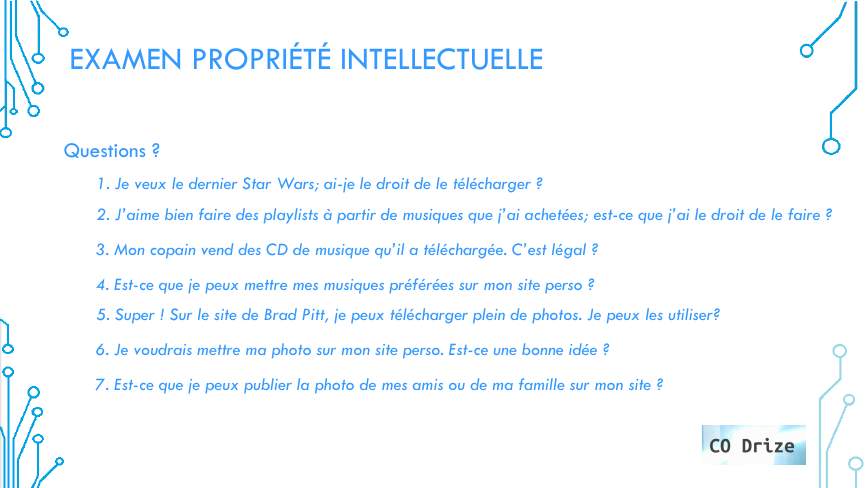 EXAMEN PROPRIÉTÉ INTELLECTUELLE
Questions ?
1. Je veux le dernier Star Wars; ai-je le droit de le télécharger ?
2. J'aime bien faire des playlists à partir de musiques que j'ai achetées; est-ce que j'ai le droit de le faire ?
3. Mon copain vend des CD de musique qu'il a téléchargée. C'est légal ?
4. Est-ce que je peux mettre mes musiques préférées sur mon site perso ?
5. Super ! Sur le site de Brad Pitt, je peux télécharger plein de photos. Je peux les utiliser?
6. Je voudrais mettre ma photo sur mon site perso. Est-ce une bonne idée ?
7. Est-ce que je peux publier la photo de mes amis ou de ma famille sur mon site ?
CO Drize